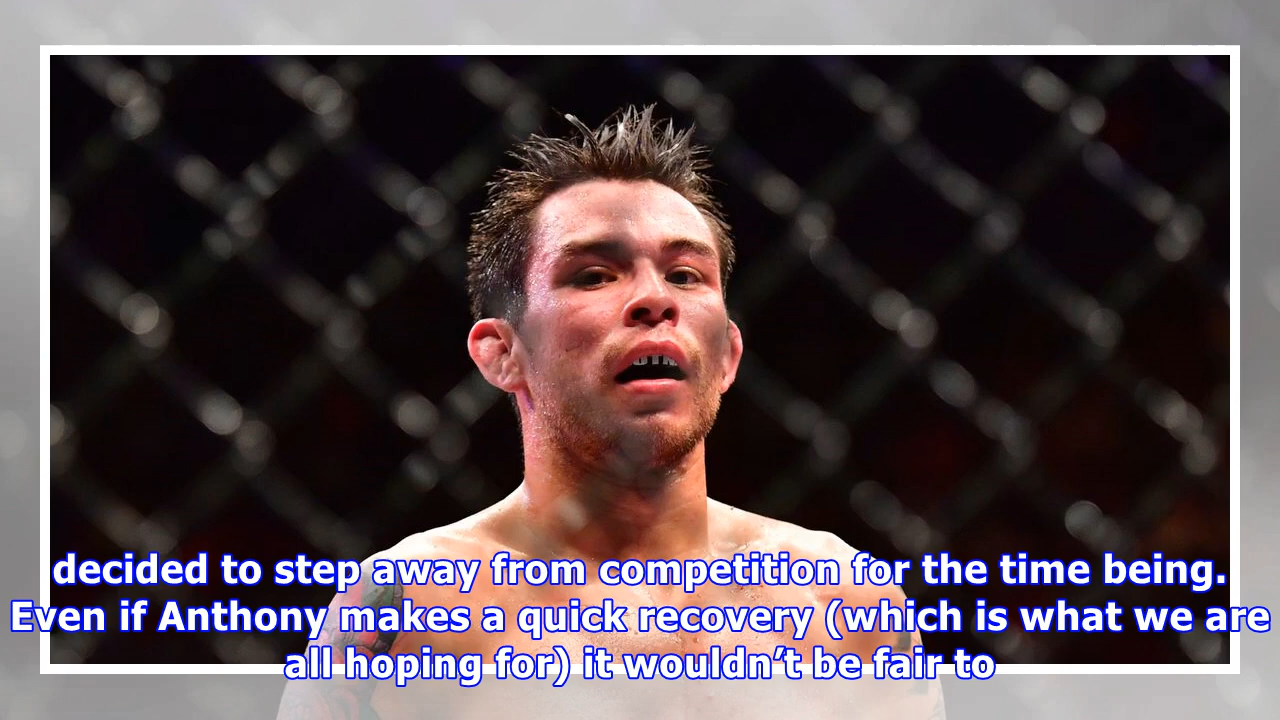 decided to step away from competition for the time being.
Even if Anthony makes a quick recovery (which is what we are
all hoping for) it wouldn’t be fair to